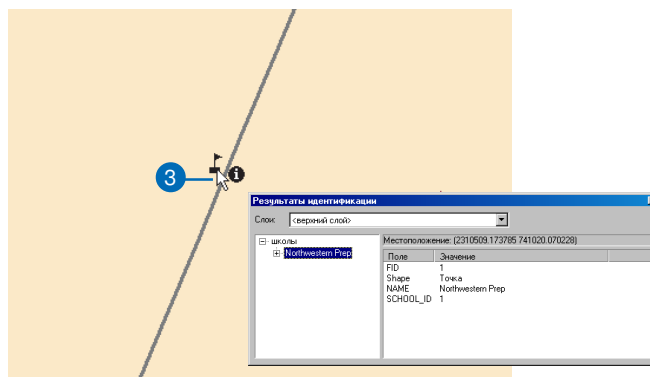 3
Результаты идентификации
Слои: <верхний слой>
школы
Northwestern Prep
Местоположение: (2310509.173785 741020.070228)
Поле Значение
FID 1
Shape Точка
NAME Northwestern Prep
SCHOOL_ID 1